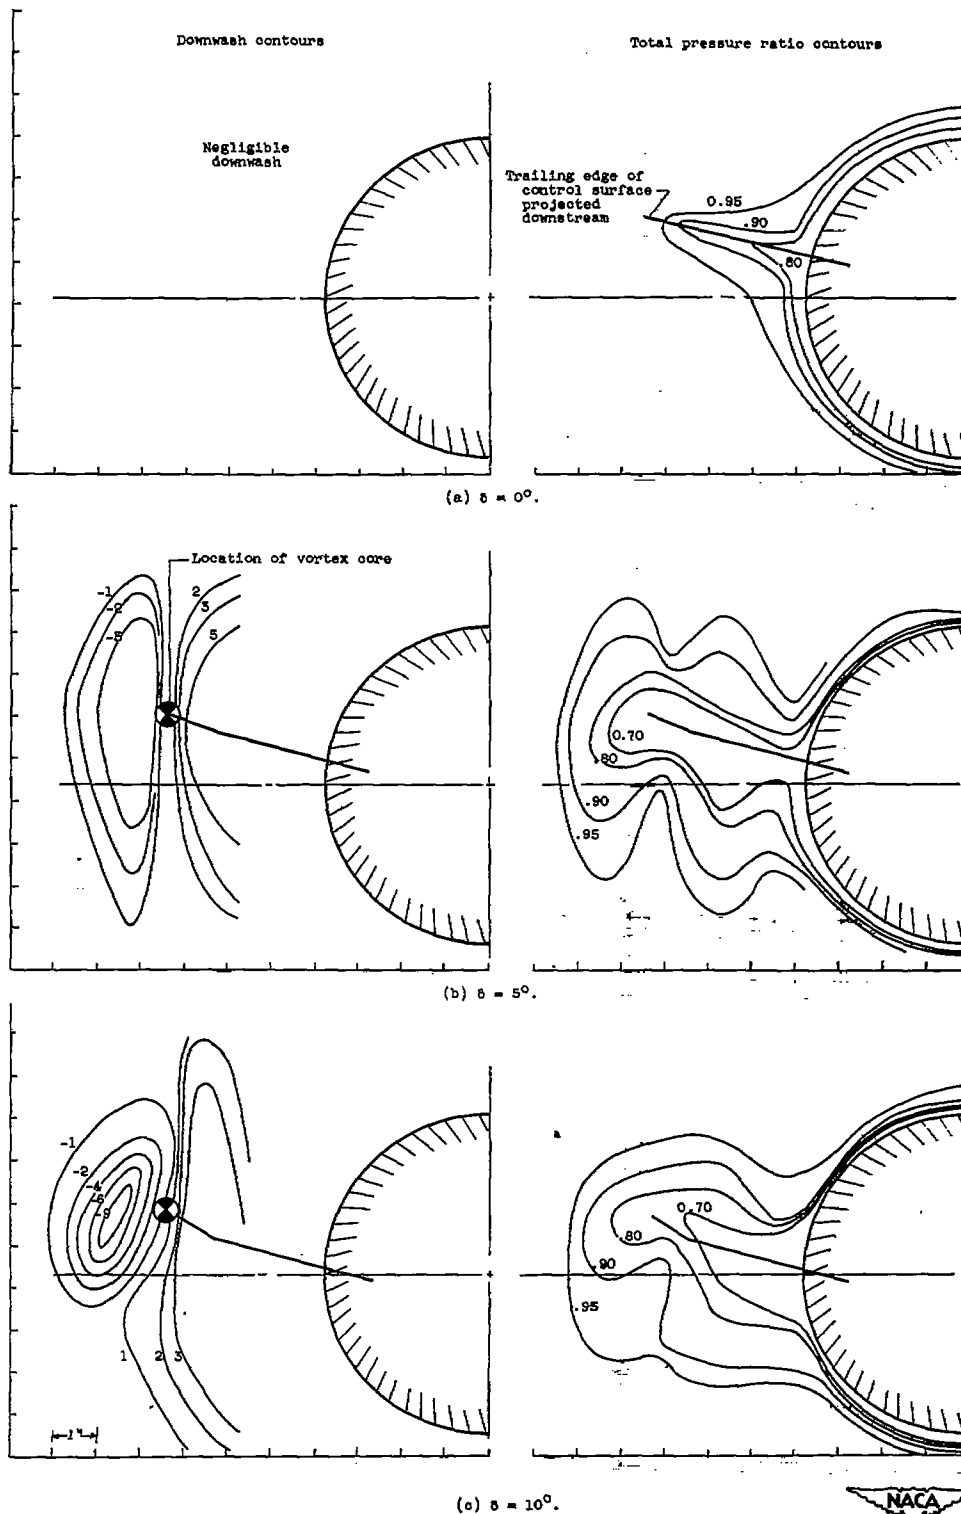 Downwash contours
Total pressure ratio contours
Negligible
downwash
Trailing edge of
control surface
projected
downstream
0.95
.90
.80
(a) δ = 0°.
Location of vortex core
-1
-2
-3
2
3
5
0.70
.80
.90
.95
(b) δ = 5°.
-1
-2
-4
-6
-9
1
2
3
1"
0.70
.80
.90
.95
(c) δ = 10°.
NACA